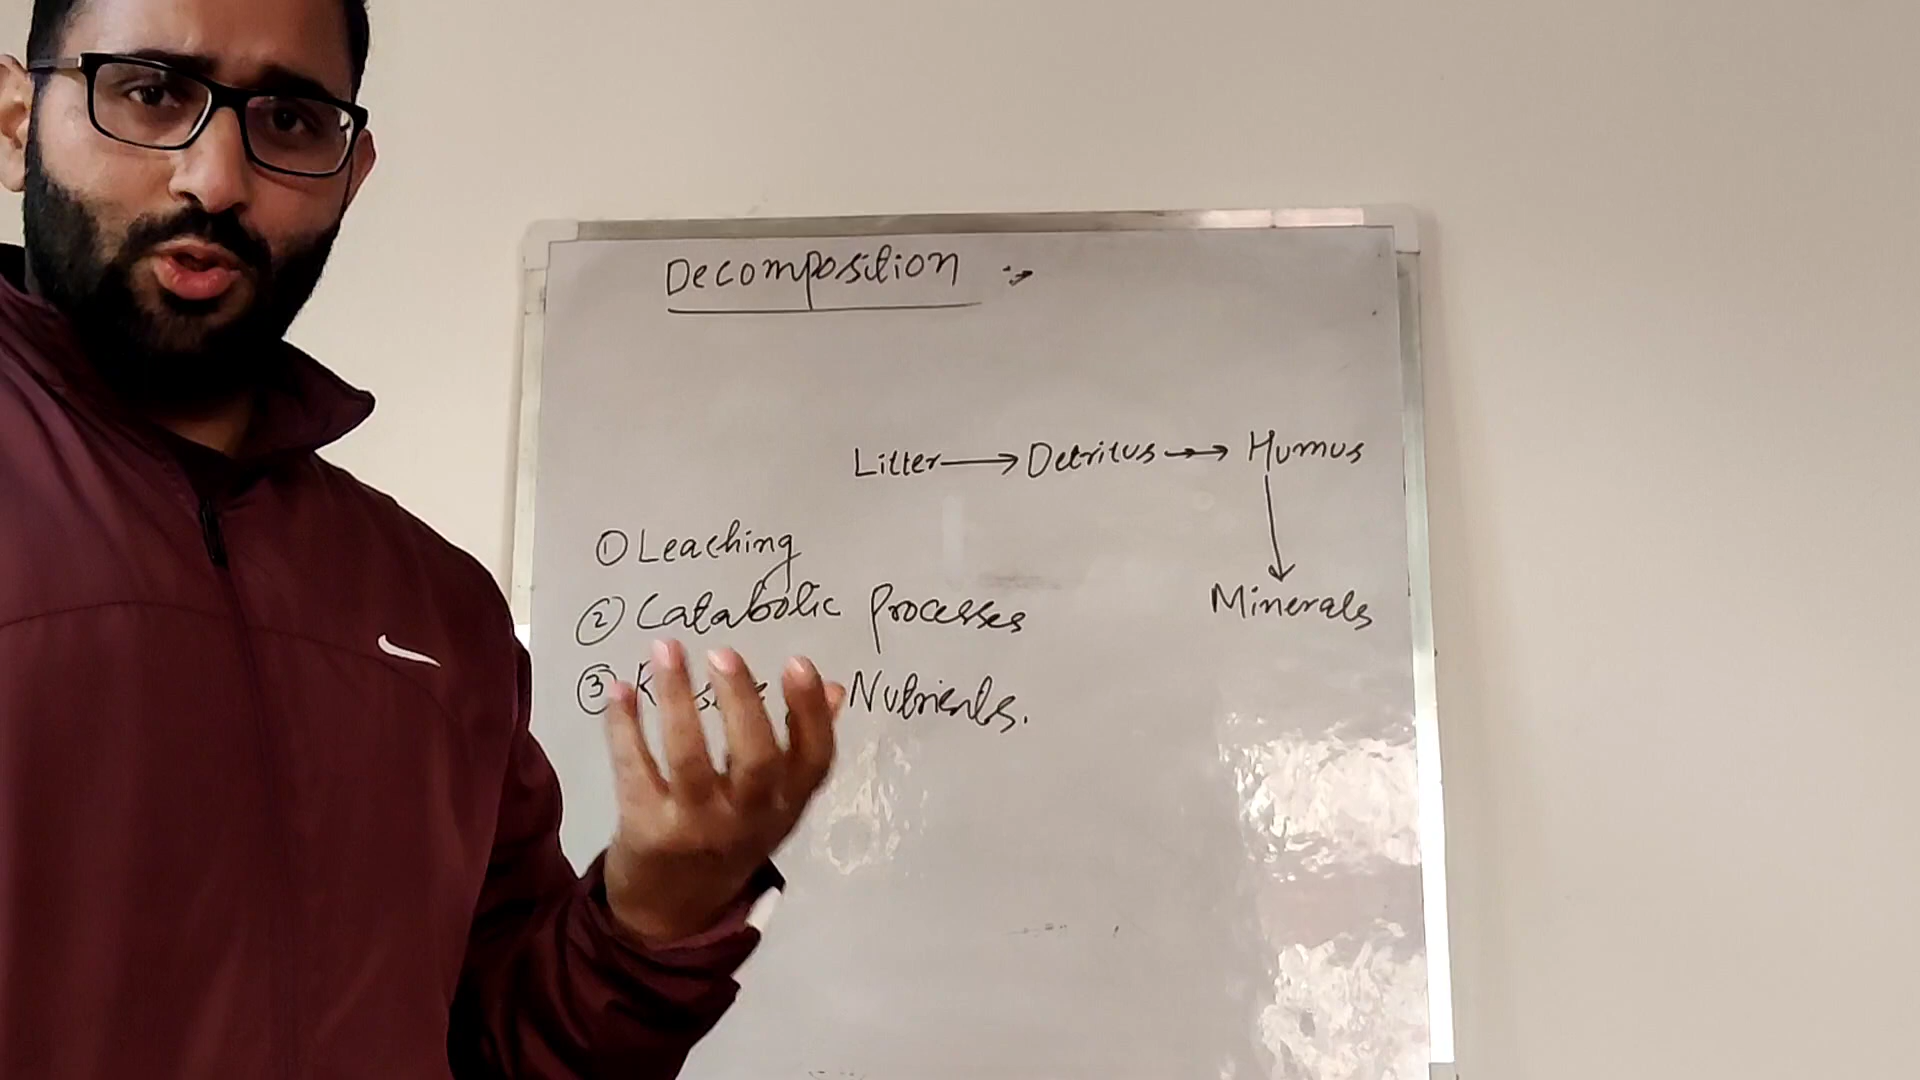 Decomposition :→
Litter → Detritus → Humus
↓
Minerals
① Leaching
② Catabolic Processes
③ Nutrients.